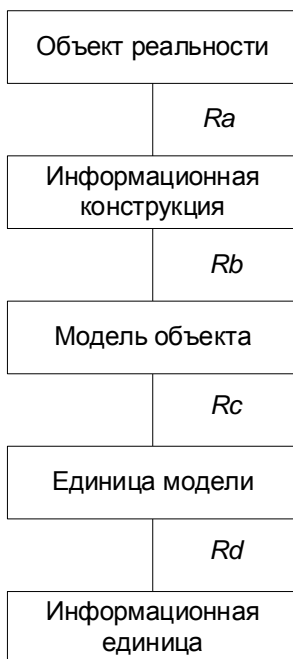 Объект реальности
Ra
Информационная
конструкция
Rb
Модель объекта
Rc
Единица модели
Rd
Информационная
единица